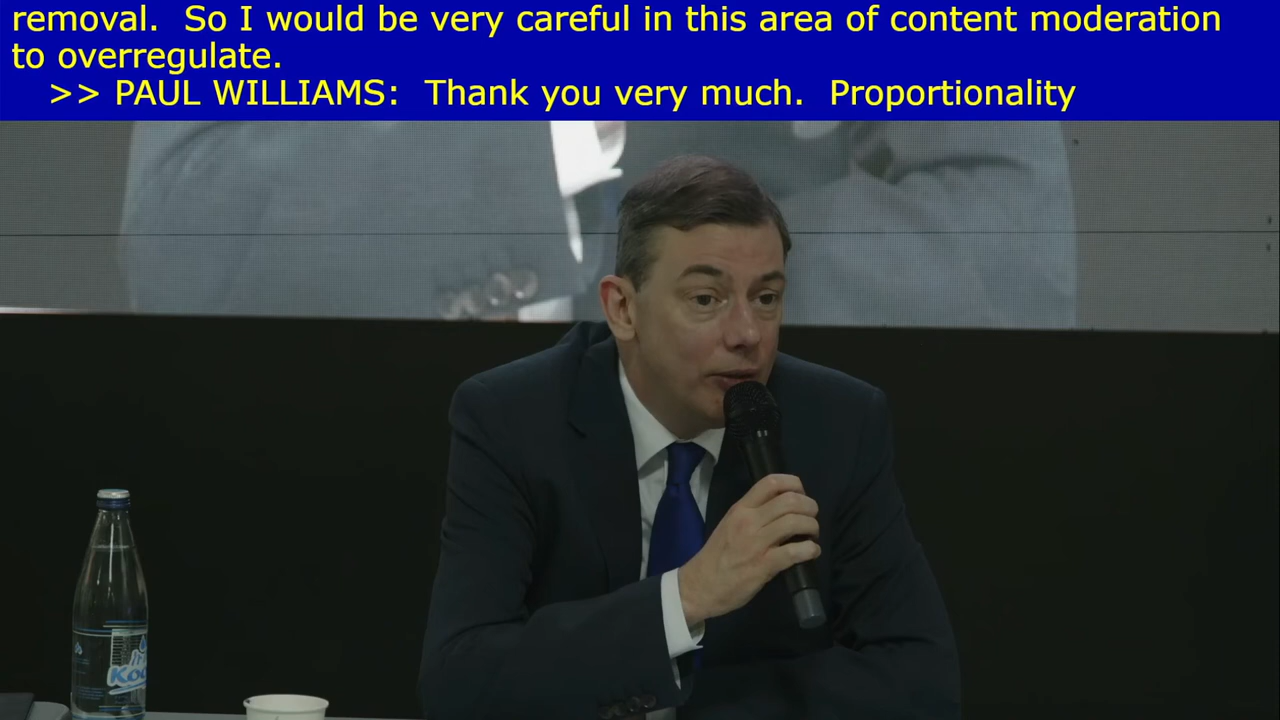 removal.  So I would be very careful in this area of content moderation
to overregulate.
>> PAUL WILLIAMS:  Thank you very much.  Proportionality